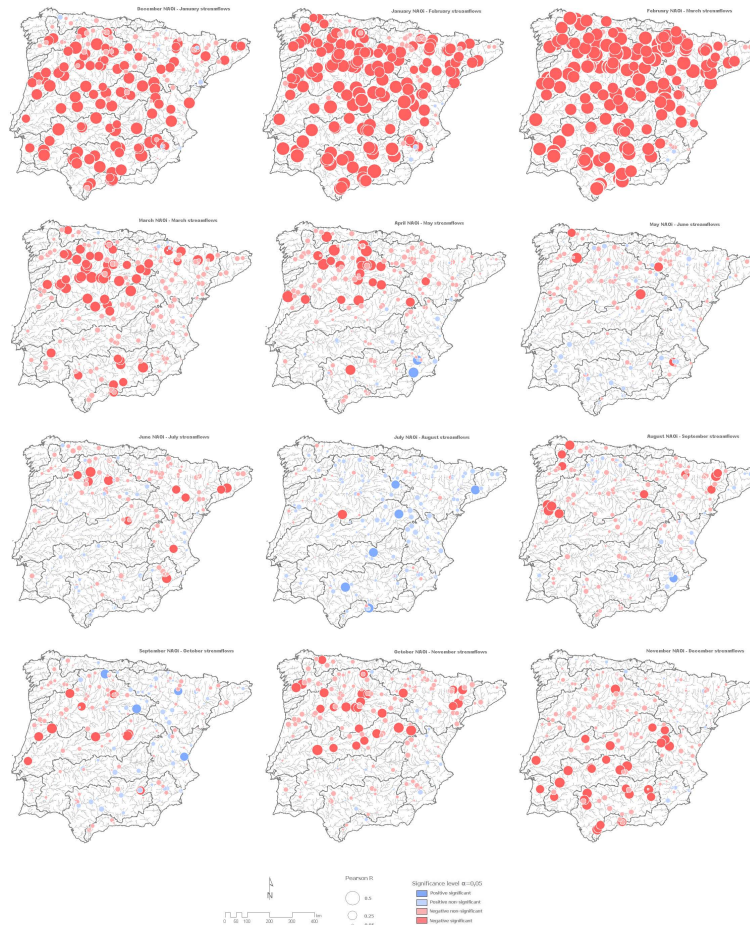 December NAOi - January streamflows
January NAOi - February streamflows
February NAOi - March streamflows
March NAOi - March streamflows
April NAOi - May streamflows
May NAOi - June streamflows
June NAOi - July streamflows
July NAOi - August streamflows
August NAOi - September streamflows
September NAOi - October streamflows
October NAOi - November streamflows
November NAOi - December streamflows
N
0 50 100 200 300 400
Pearson R
0.5
0.25
Significance level α=0,05
Positive significant
Positive non-significant
Negative non-significant
Negative significant